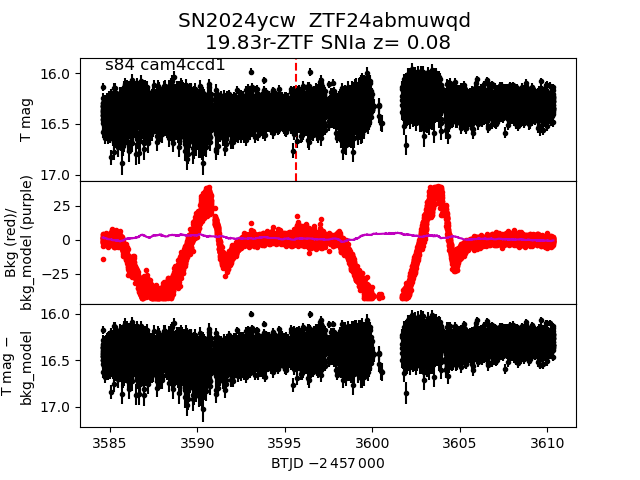 SN2024ycw  ZTF24abmuwqd
19.83r-ZTF SNIa z= 0.08
s84 cam4ccd1
16.0
16.5
17.0
T mag
25
0
−25
Bkg (red)/
bkg_model (purple)
16.0
16.5
17.0
T mag −
bkg_model
3585 3590 3595 3600 3605 3610
BTJD −2 457 000